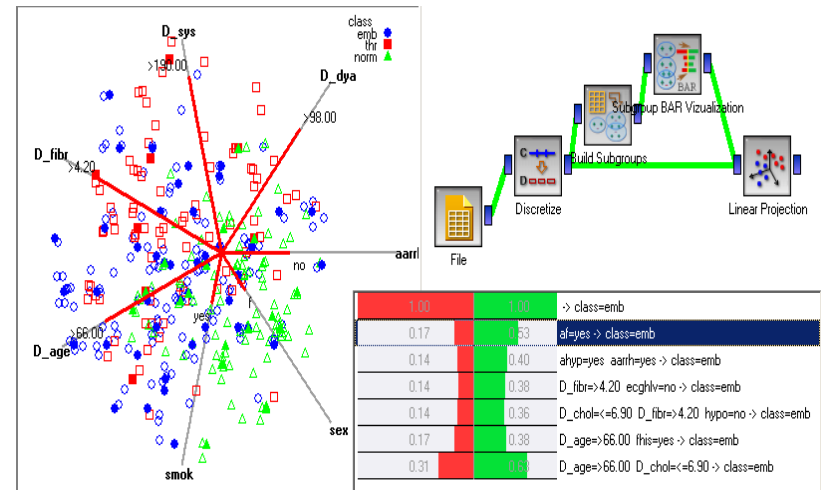 D_sys
class
emb
thr
norm
>130.00
D_dya
>98.00
D_fibr
>4.20
aarrl
no
f
yes
>66.00
D_age
sex
smok
BAR
Subgroup BAR Vizualization
Build Subgroups
C
D
Discretize
Linear Projection
File
1.00 1.00 -> class=emb
0.17 0.53 af=yes -> class=emb
0.14 0.40 ahyp=yes aarrh=yes -> class=emb
0.14 0.38 D_fibr=>4.20 ecghlv=no -> class=emb
0.14 0.36 D_chol=<=6.90 D_fibr=>4.20 hypo=no -> class=emb
0.17 0.38 D_age=>66.00 fhis=yes -> class=emb
0.31 0.63 D_age=>66.00 D_chol=<=6.90 -> class=emb